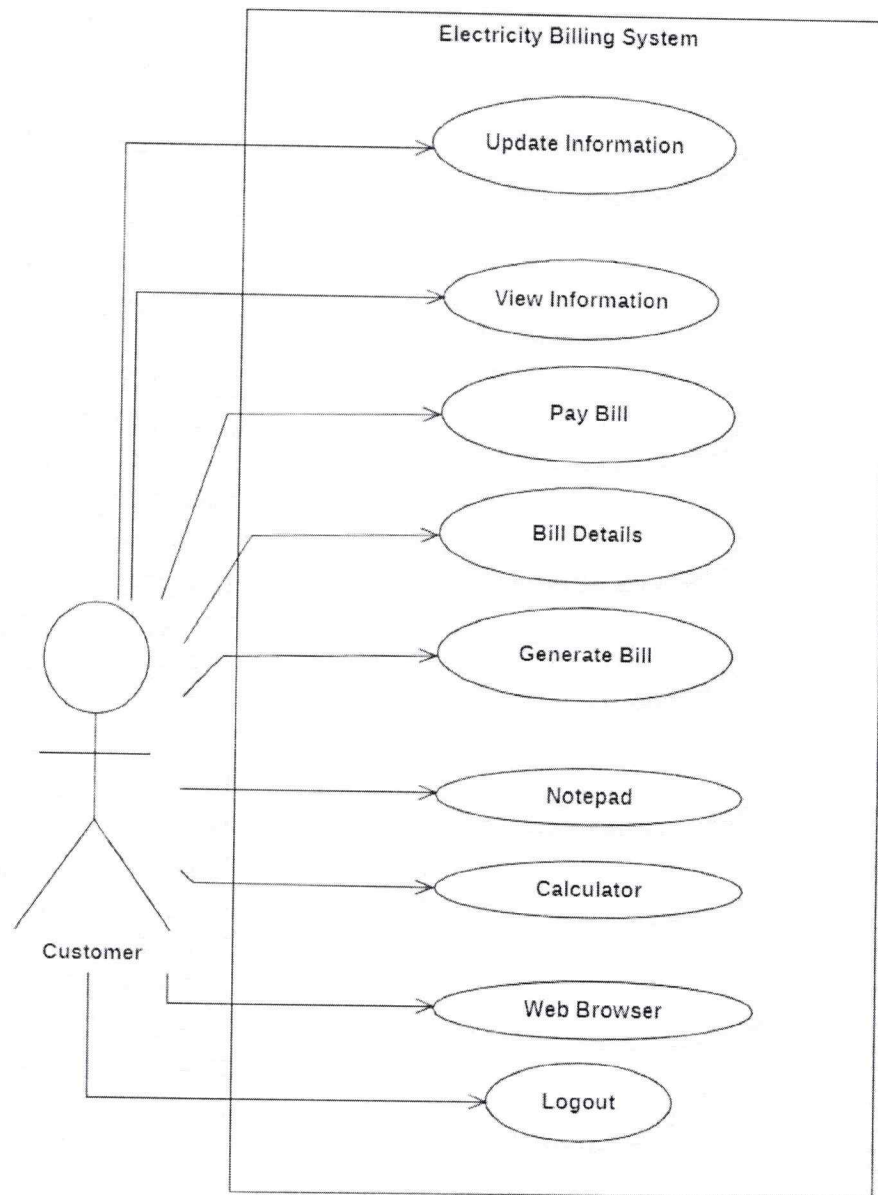 Electricity Billing System
Update Information
View Information
Pay Bill
Bill Details
Generate Bill
Notepad
Calculator
Customer
Web Browser
Logout